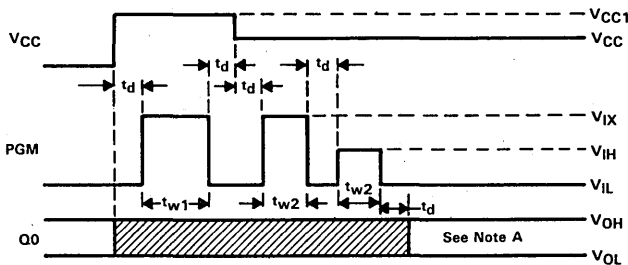 VCC1
VCC
VCC
td
td
td
td
VIX
PGM
VIH
VIL
tw1
tw2
tw2
td
VOH
Q0
See Note A
VOL